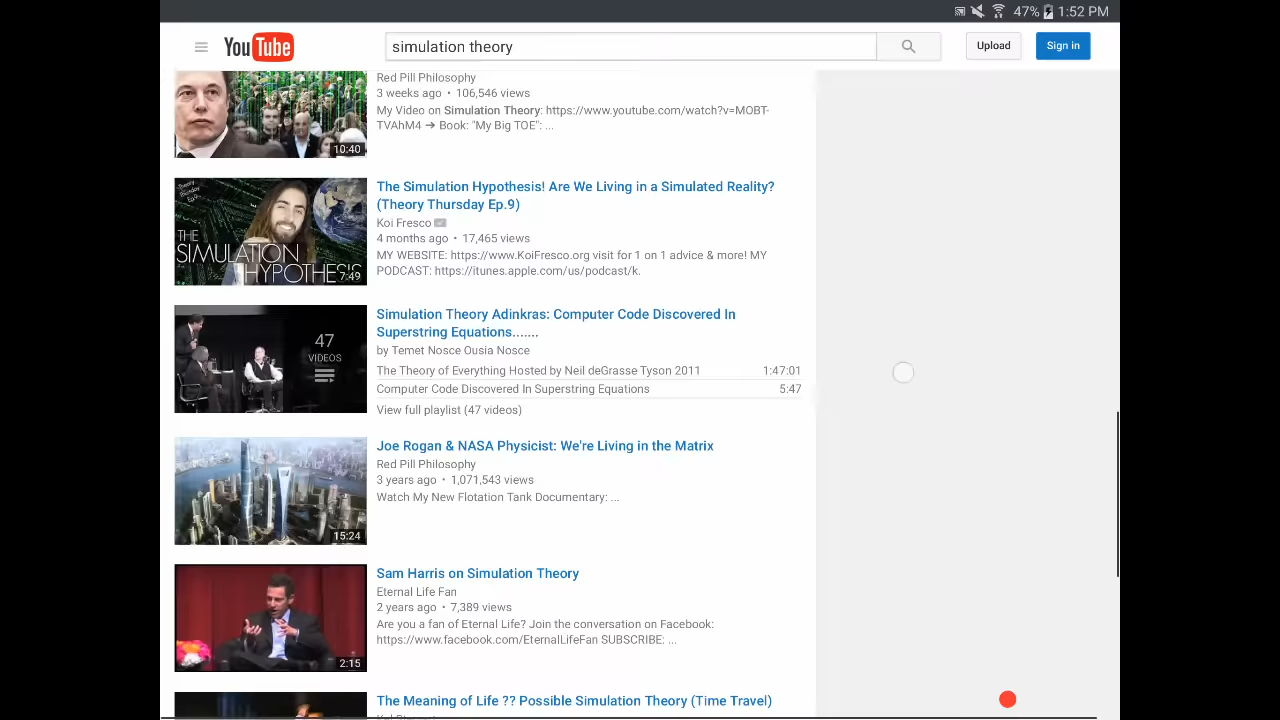 47% 1:52 PM
YouTube
simulation theory
Upload
Sign in
Red Pill Philosophy
3 weeks ago • 106,546 views
My Video on Simulation Theory: https://www.youtube.com/watch?v=MOBT-
TVAhM4 ➔ Book: "My Big TOE": ...
10:40
Theory
Thursday
Ep.9
THE
SIMULATION
HYPOTHESIS
7:49
The Simulation Hypothesis! Are We Living in a Simulated Reality?
(Theory Thursday Ep.9)
Koi Fresco
4 months ago • 17,465 views
MY WEBSITE: https://www.KoiFresco.org visit for 1 on 1 advice & more! MY
PODCAST: https://itunes.apple.com/us/podcast/k.
47
VIDEOS
Simulation Theory Adinkras: Computer Code Discovered In
Superstring Equations.......
by Temet Nosce Ousia Nosce
The Theory of Everything Hosted by Neil deGrasse Tyson 2011 1:47:01
Computer Code Discovered In Superstring Equations 5:47
View full playlist (47 videos)
Joe Rogan & NASA Physicist: We're Living in the Matrix
Red Pill Philosophy
3 years ago • 1,071,543 views
Watch My New Flotation Tank Documentary: ...
15:24
Sam Harris on Simulation Theory
Eternal Life Fan
2 years ago • 7,389 views
Are you a fan of Eternal Life? Join the conversation on Facebook:
https://www.facebook.com/EternalLifeFan SUBSCRIBE: ...
2:15
The Meaning of Life ?? Possible Simulation Theory (Time Travel)